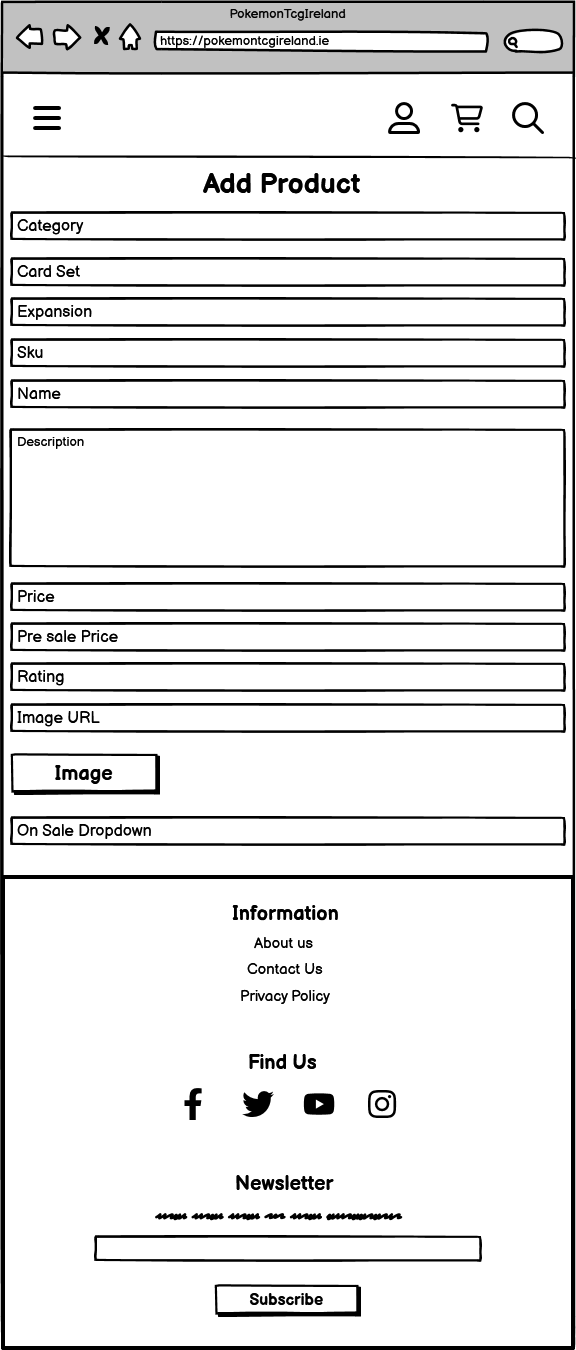 PokemonTcgIreland
https://pokemontcgireland.ie
Add Product
Category
Card Set
Expansion
Sku
Name
Description
Price
Pre sale Price
Rating
Image URL
Image
On Sale Dropdown
Information
About us
Contact Us
Privacy Policy
Find Us
Newsletter
Subscribe